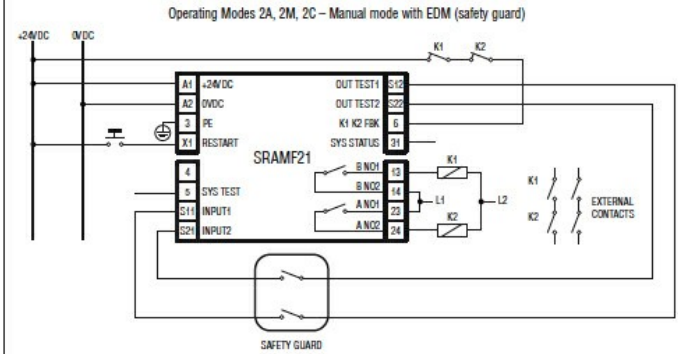 Operating Modes 2A, 2M, 2C – Manual mode with EDM (safety guard)
+24VDC 0VDC
K1 K2
A1 +24VDC OUT TEST1 S12
A2 0VDC OUT TEST2 S22
3 PE K1 K2 FBK 6
X1 RESTART SYS STATUS 31
SRAMF21
4 B NO1 13 K1
5 SYS TEST B NO2 14 L1 L2
S11 INPUT1 A NO1 23
S21 INPUT2 A NO2 24 K2
K1
K2
EXTERNAL
CONTACTS
SAFETY GUARD